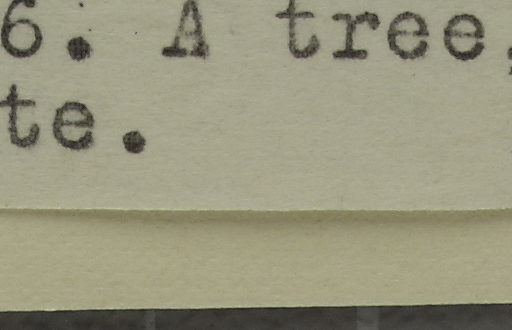 6. A tree,
te.